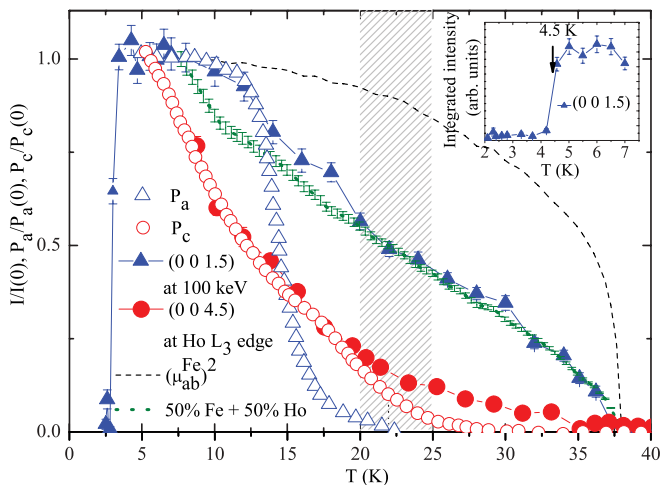 I/I(0), P_a/P_a(0), P_c/P_c(0)
1.0
0.5
0.0
0 5 10 15 20 25 30 35 40
T (K)
P_a
P_c
(0 0 1.5)
at 100 keV
(0 0 4.5)
at Ho L_3 edge
(μ_ab^Fe)^2
50% Fe + 50% Ho
Integrated intensity
(arb. units)
4.5 K
(0 0 1.5)
2 3 4 5 6 7
T (K)